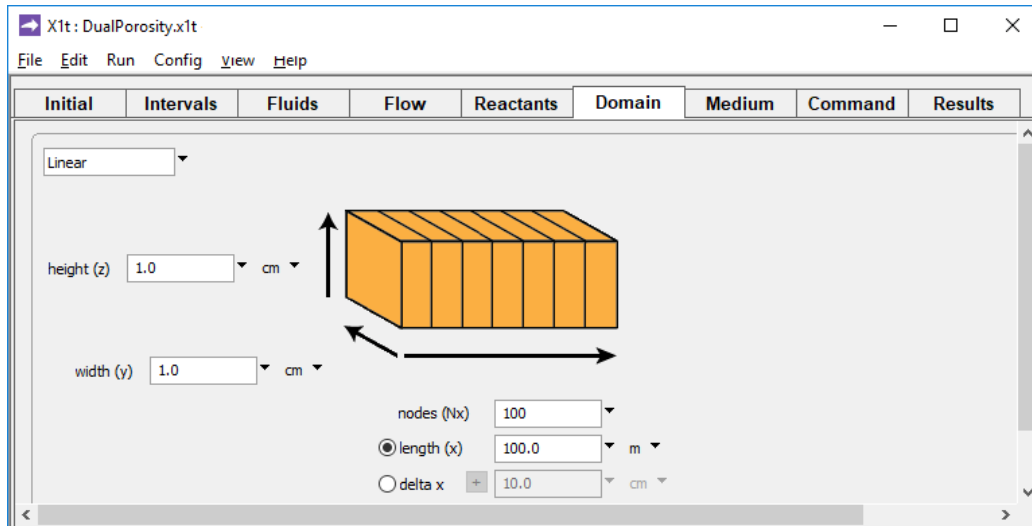 X1t : DualPorosity.x1t
File Edit Run Config View Help
Initial Intervals Fluids Flow Reactants Domain Medium Command Results
Linear
height (z) 1.0 cm
width (y) 1.0 cm
nodes (Nx) 100
length (x) 100.0 m
delta x + 10.0 cm